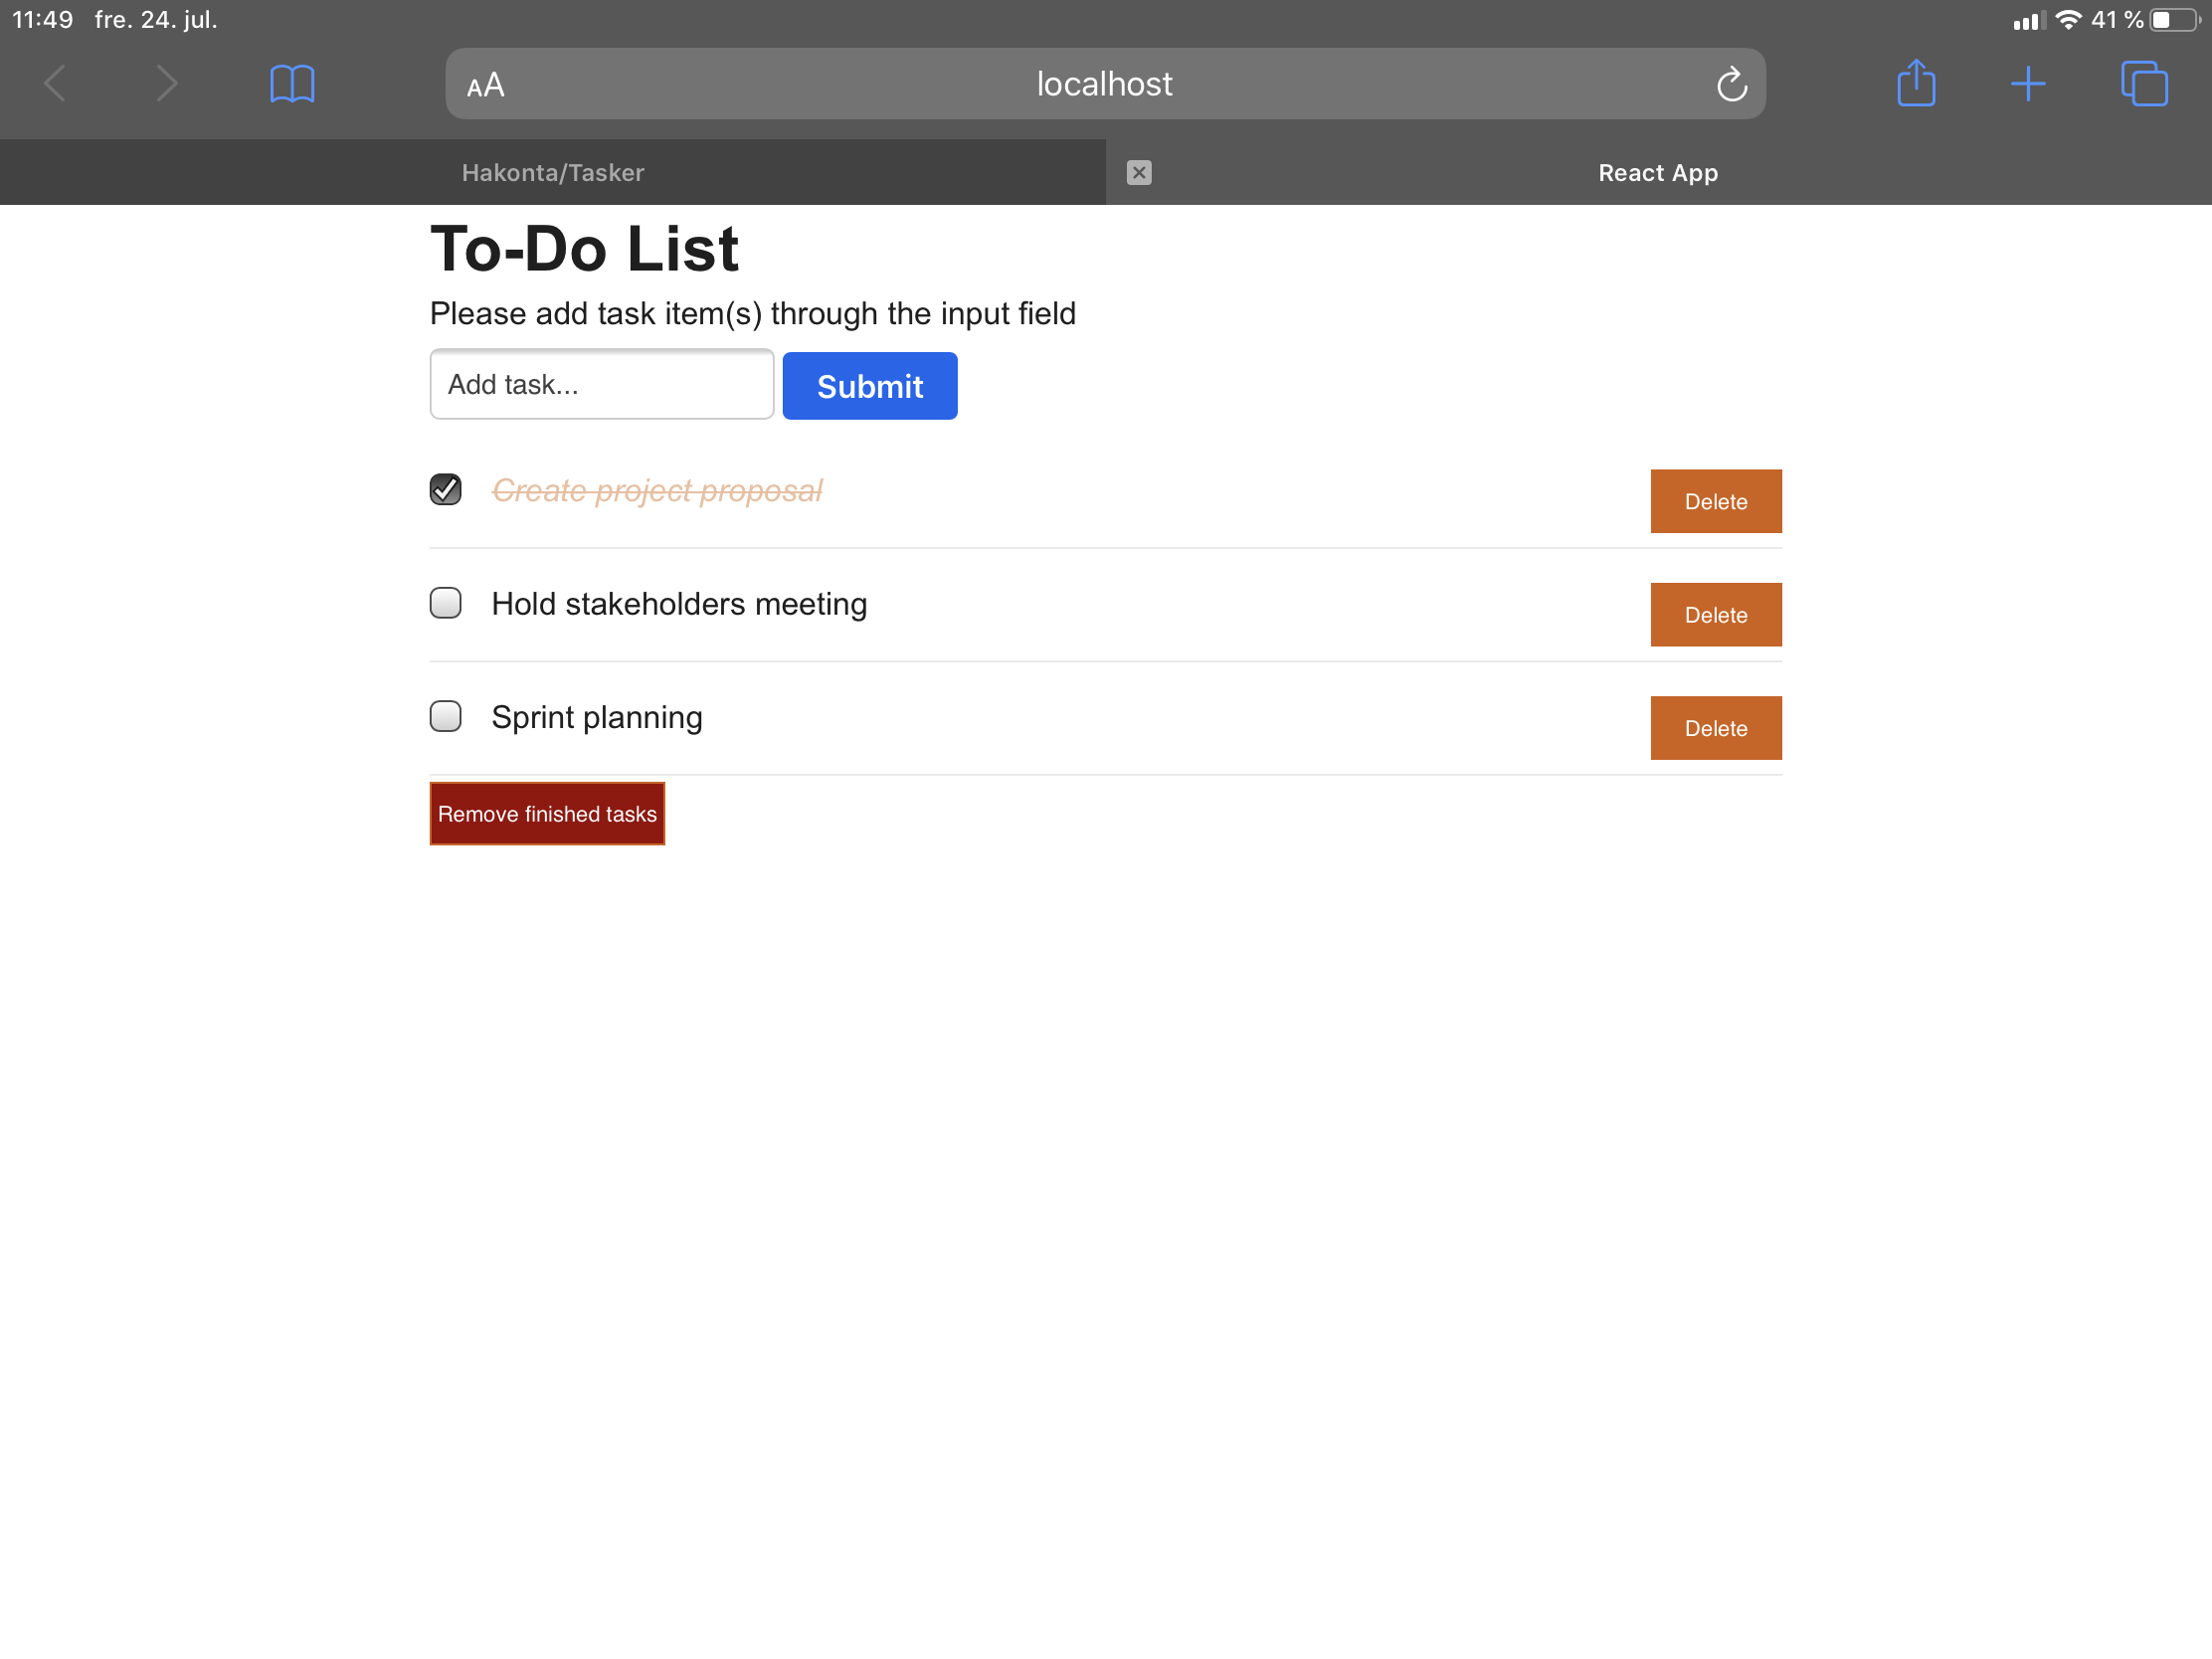 11:49 fre. 24. jul. 41 %
AA localhost
Hakonta/Tasker React App
To-Do List
Please add task item(s) through the input field
Add task... Submit
Create project proposal Delete
Hold stakeholders meeting Delete
Sprint planning Delete
Remove finished tasks